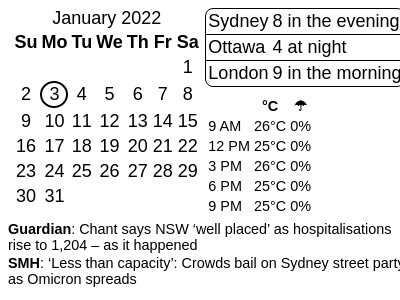 January 2022
Su Mo Tu We Th Fr Sa
1
2 3 4 5 6 7 8
9 10 11 12 13 14 15
16 17 18 19 20 21 22
23 24 25 26 27 28 29
30 31
Sydney 8 in the evening
Ottawa 4 at night
London 9 in the morning
°C ☂
9 AM 26°C 0%
12 PM 25°C 0%
3 PM 26°C 0%
6 PM 25°C 0%
9 PM 25°C 0%
Guardian: Chant says NSW ‘well placed’ as hospitalisations
rise to 1,204 – as it happened
SMH: ‘Less than capacity’: Crowds bail on Sydney street party
as Omicron spreads